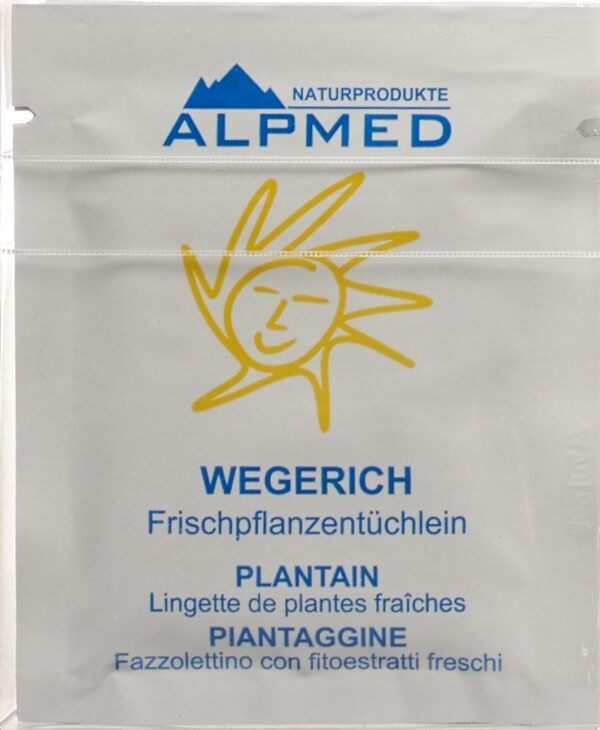 NATURPRODUKTE
ALPMED
WEGERICH
Frischpflanzentüchlein
PLANTAIN
Lingette de plantes fraîches
PIANTAGGINE
Fazzolettino con fitoestratti freschi